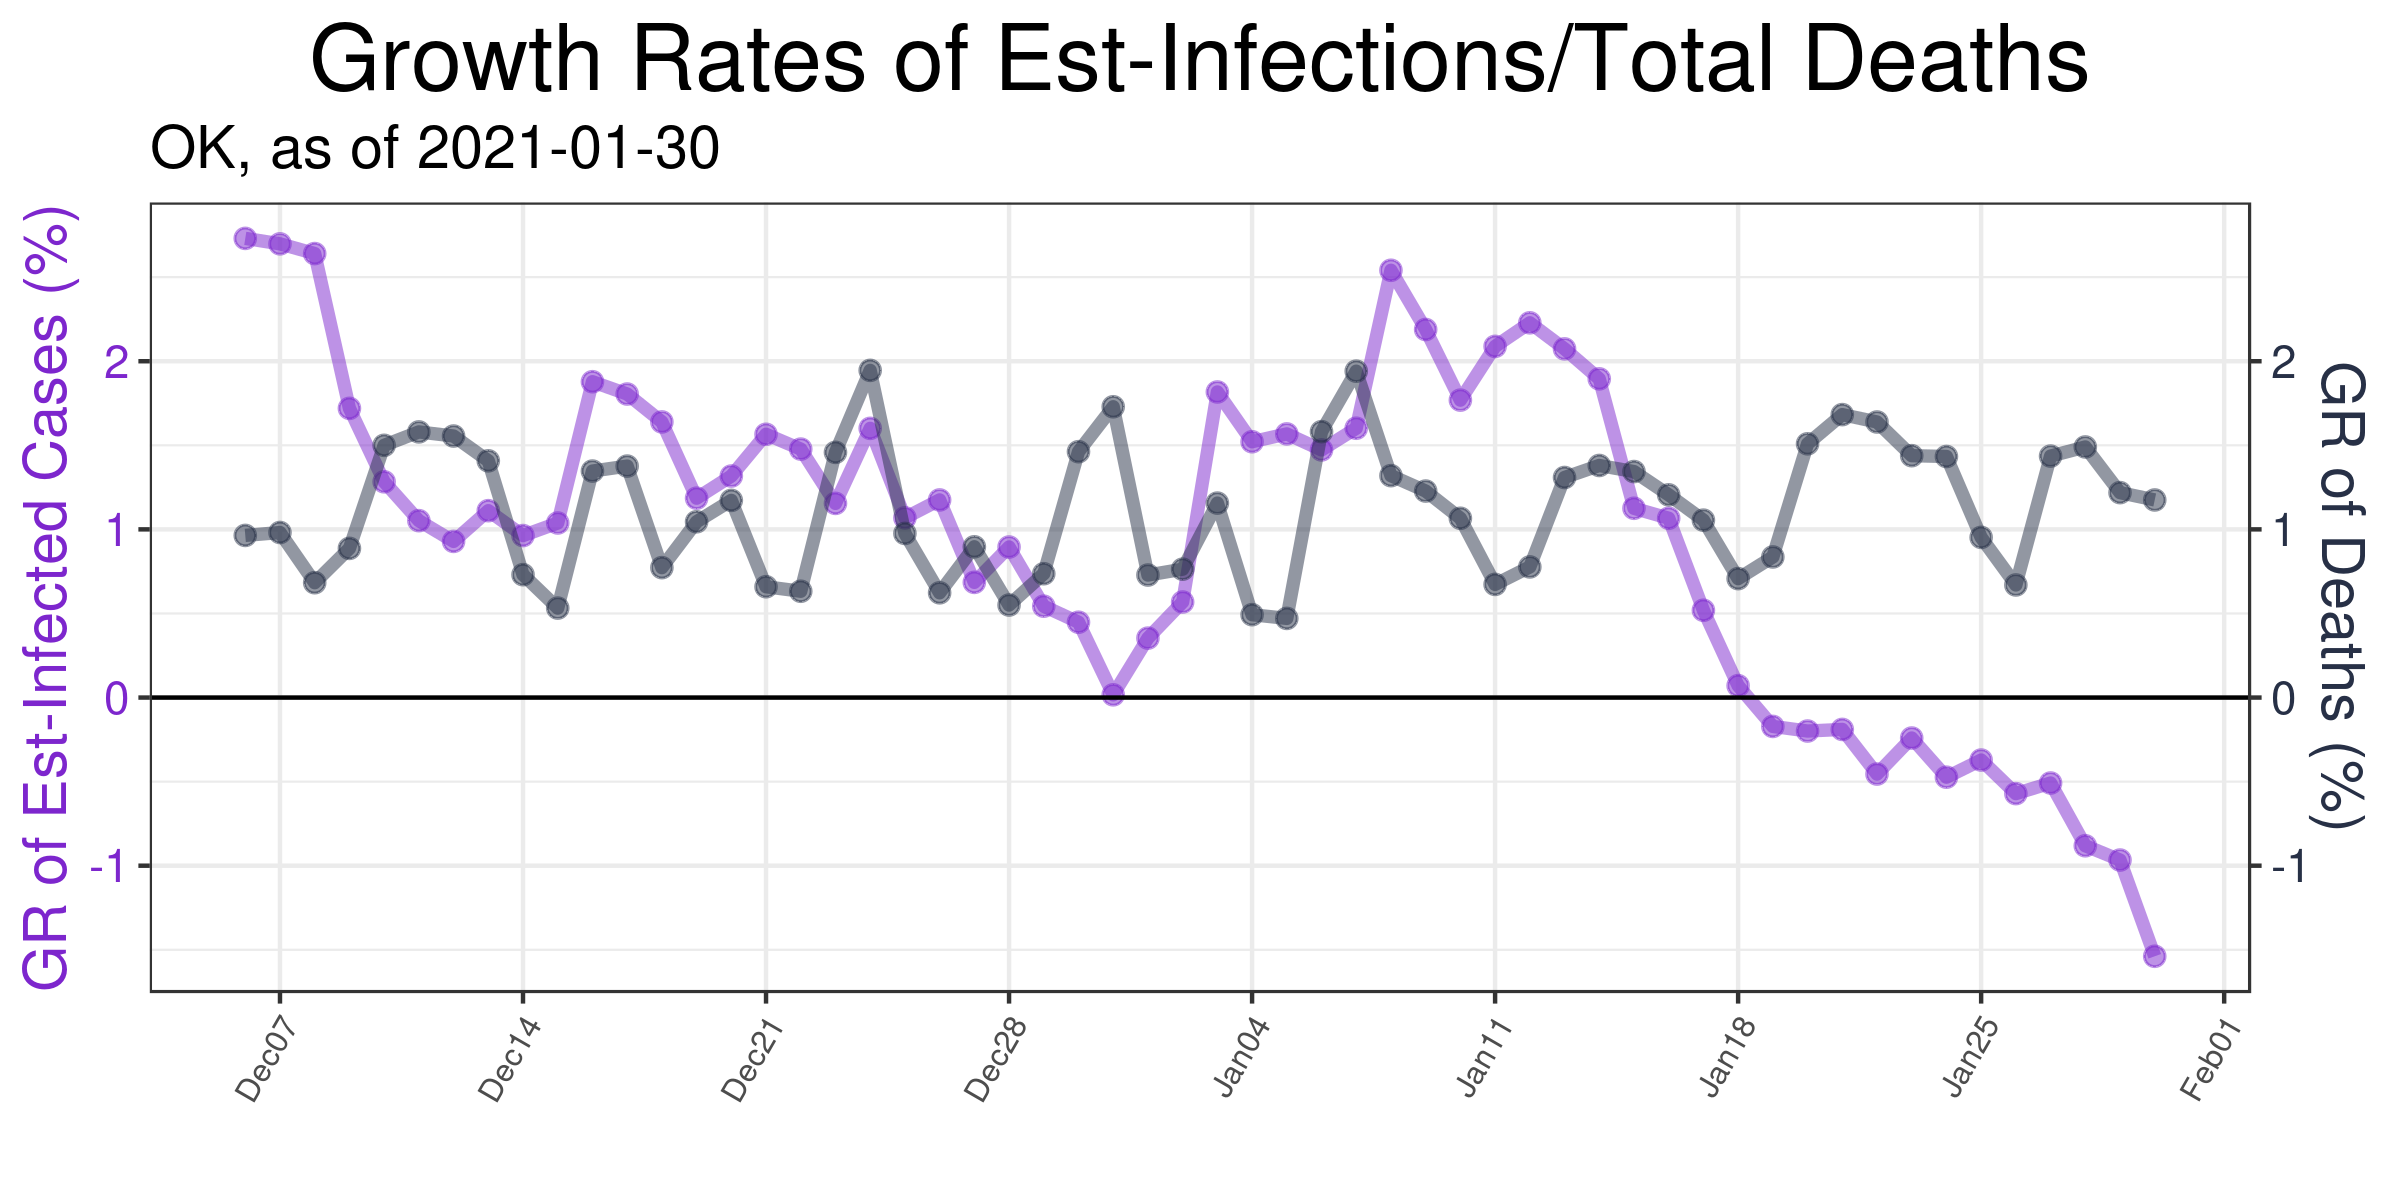 Growth Rates of Est-Infections/Total Deaths
OK, as of 2021-01-30
GR of Est-Infected Cases (%)
2
1
0
-1
2
1
0
-1
GR of Deaths (%)
Dec07
Dec14
Dec21
Dec28
Jan04
Jan11
Jan18
Jan25
Feb01